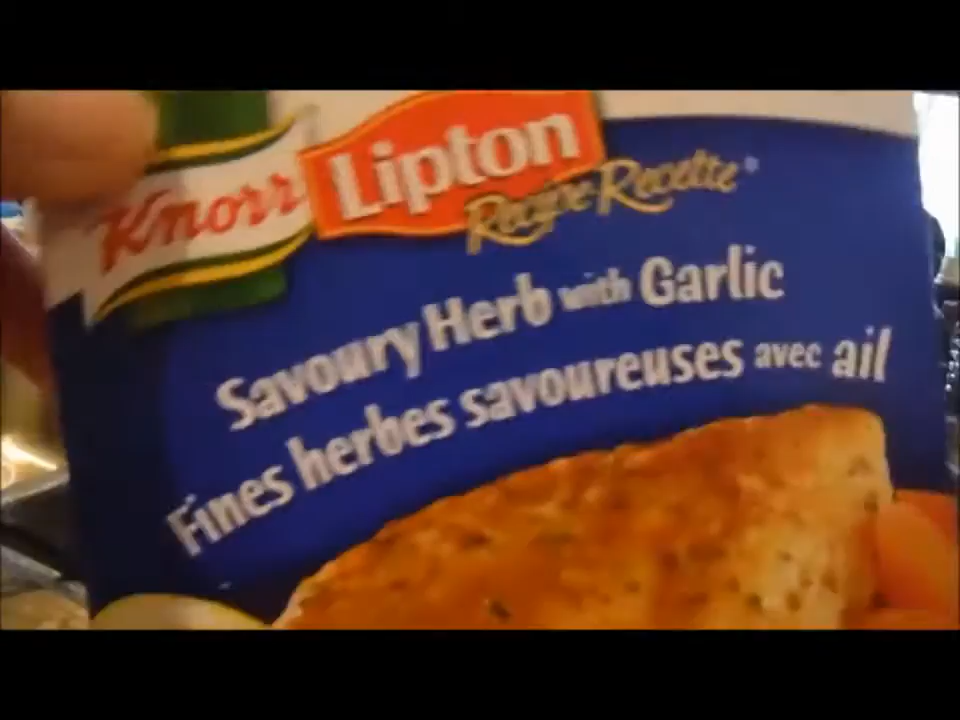 Knorr Lipton
Recipe Recette
Savoury Herb with Garlic
Fines herbes savoureuses avec ail